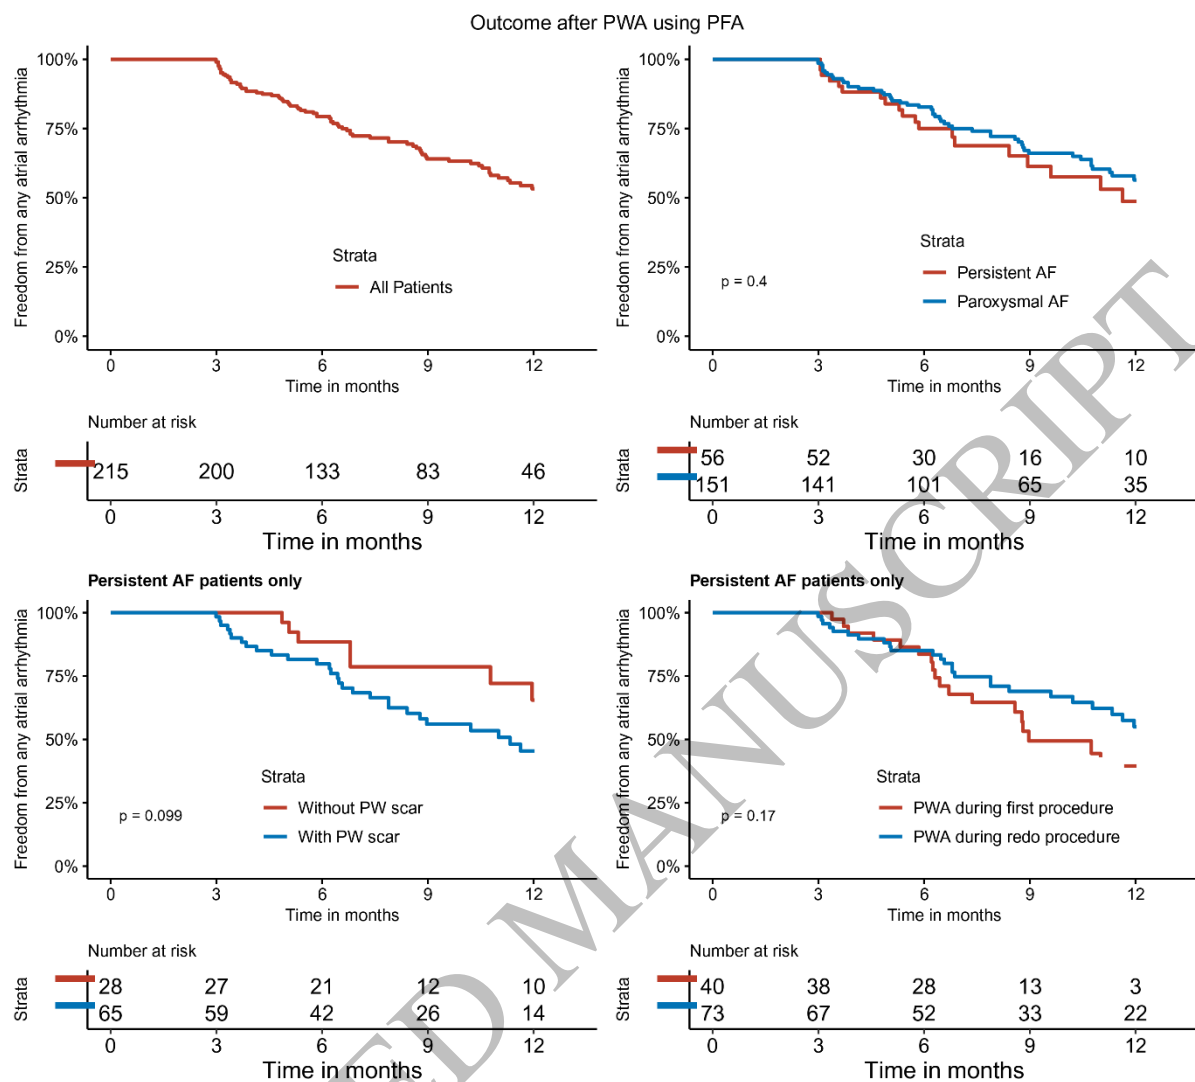 Outcome after PWA using PFA
Freedom from any atrial arrhythmia
100%
75%
50%
25%
0%
Strata
All Patients
0 3 6 9 12
Time in months
Number at risk
Strata
215 200 133 83 46
0 3 6 9 12
Time in months
Freedom from any atrial arrhythmia
100%
75%
50%
25%
0%
Strata
Persistent AF
Paroxysmal AF
p = 0.4
0 3 6 9 12
Time in months
Number at risk
Strata
56 52 30 16 10
151 141 101 65 35
0 3 6 9 12
Time in months
Persistent AF patients only
Freedom from any atrial arrhythmia
100%
75%
50%
25%
0%
Strata
Without PW scar
With PW scar
p = 0.099
0 3 6 9 12
Time in months
Number at risk
Strata
28 27 21 12 10
65 59 42 26 14
0 3 6 9 12
Time in months
Persistent AF patients only
Freedom from any atrial arrhythmia
100%
75%
50%
25%
0%
Strata
PWA during first procedure
PWA during redo procedure
p = 0.17
0 3 6 9 12
Time in months
Number at risk
Strata
40 38 28 13 3
73 67 52 33 22
0 3 6 9 12
Time in months
ED MANUSCRIPT